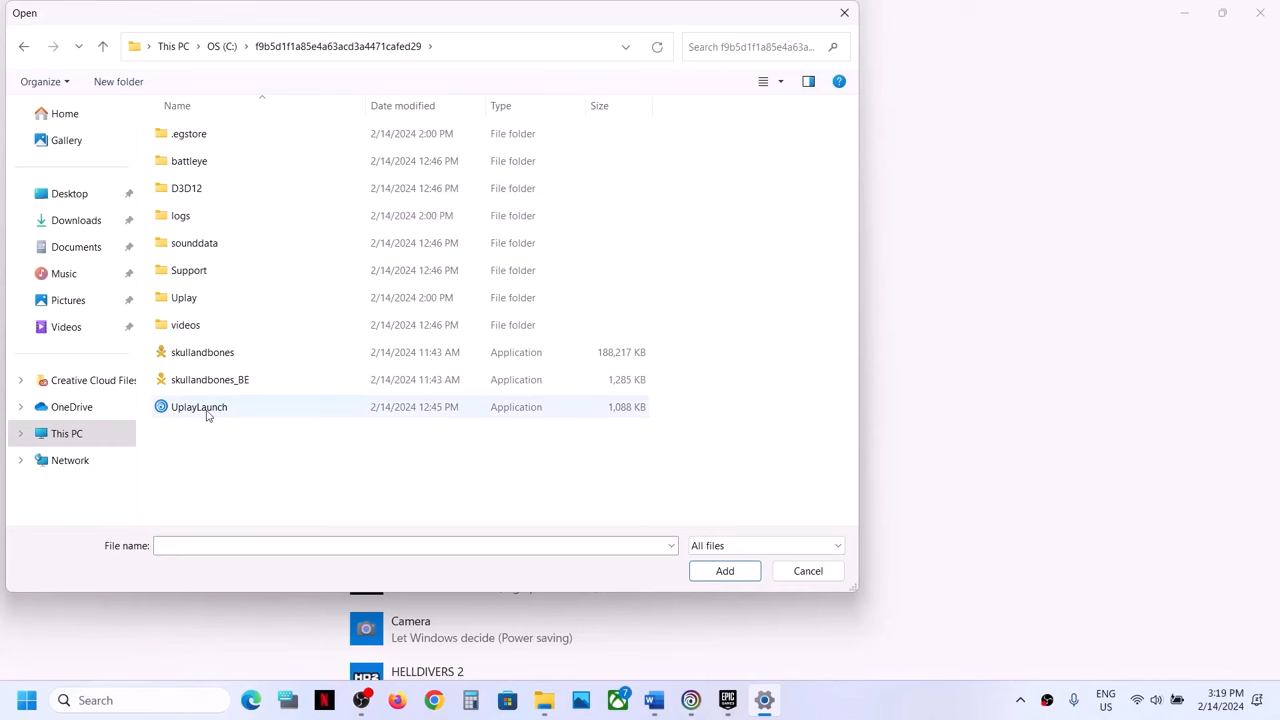 Open
This PC > OS (C:) > f9b5d1f1a85e4a63acd3a4471cafed29 >
Search f9b5d1f1a85e4a63a...
Organize
New folder
Name
Date modified
Type
Size
Home
Gallery
Desktop
Downloads
Documents
Music
Pictures
Videos
Creative Cloud Files
OneDrive
This PC
Network
.egstore 2/14/2024 2:00 PM File folder
battleye 2/14/2024 12:46 PM File folder
D3D12 2/14/2024 12:46 PM File folder
logs 2/14/2024 2:00 PM File folder
sounddata 2/14/2024 12:46 PM File folder
Support 2/14/2024 12:46 PM File folder
Uplay 2/14/2024 2:00 PM File folder
videos 2/14/2024 12:46 PM File folder
skullandbones 2/14/2024 11:43 AM Application 188,217 KB
skullandbones_BE 2/14/2024 11:43 AM Application 1,285 KB
UplayLaunch 2/14/2024 12:45 PM Application 1,088 KB
File name:
All files
Add
Cancel
Camera
Let Windows decide (Power saving)
HD2
HELLDIVERS 2
Search
7
EPIC GAMES
ENG
US
3:19 PM
2/14/2024